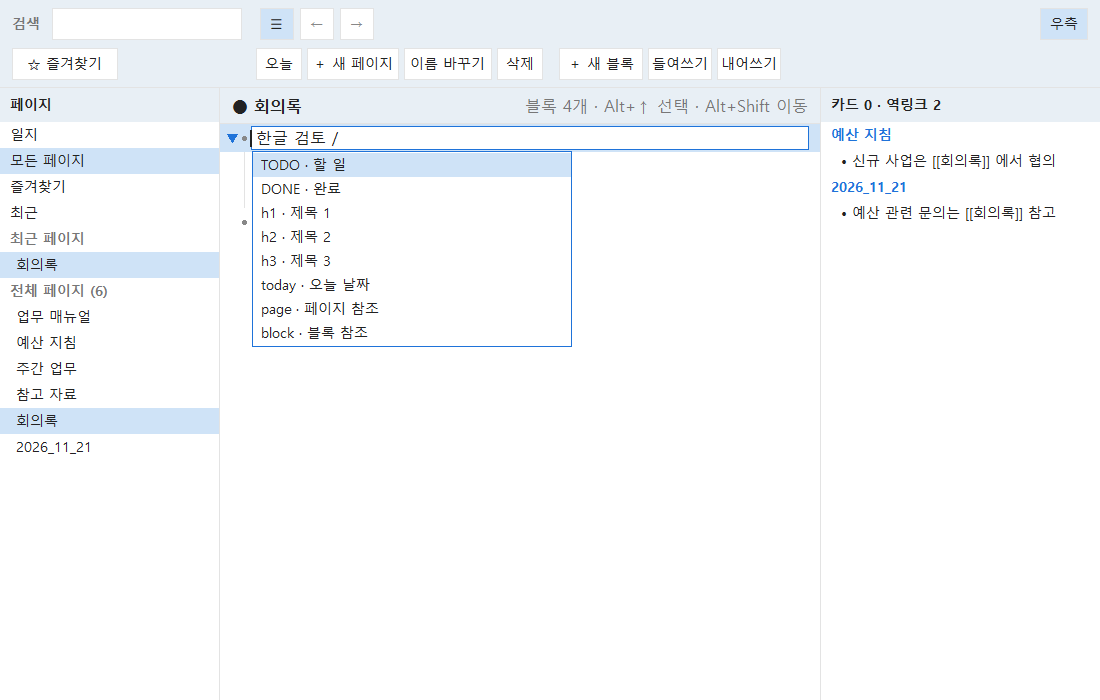 검색 ☰ ← → 우측
☆ 즐겨찾기 오늘 + 새 페이지 이름 바꾸기 삭제 + 새 블록 들여쓰기 내어쓰기
페이지
일지
모든 페이지
즐겨찾기
최근
최근 페이지
회의록
전체 페이지 (6)
업무 매뉴얼
예산 지침
주간 업무
참고 자료
회의록
2026_11_21
● 회의록 블록 4개 · Alt+↑ 선택 · Alt+Shift 이동
▼ • 한글 검토 /
TODO · 할 일
DONE · 완료
h1 · 제목 1
h2 · 제목 2
h3 · 제목 3
today · 오늘 날짜
page · 페이지 참조
block · 블록 참조
카드 0 · 역링크 2
예산 지침
• 신규 사업은 [[회의록]] 에서 협의
2026_11_21
• 예산 관련 문의는 [[회의록]] 참고